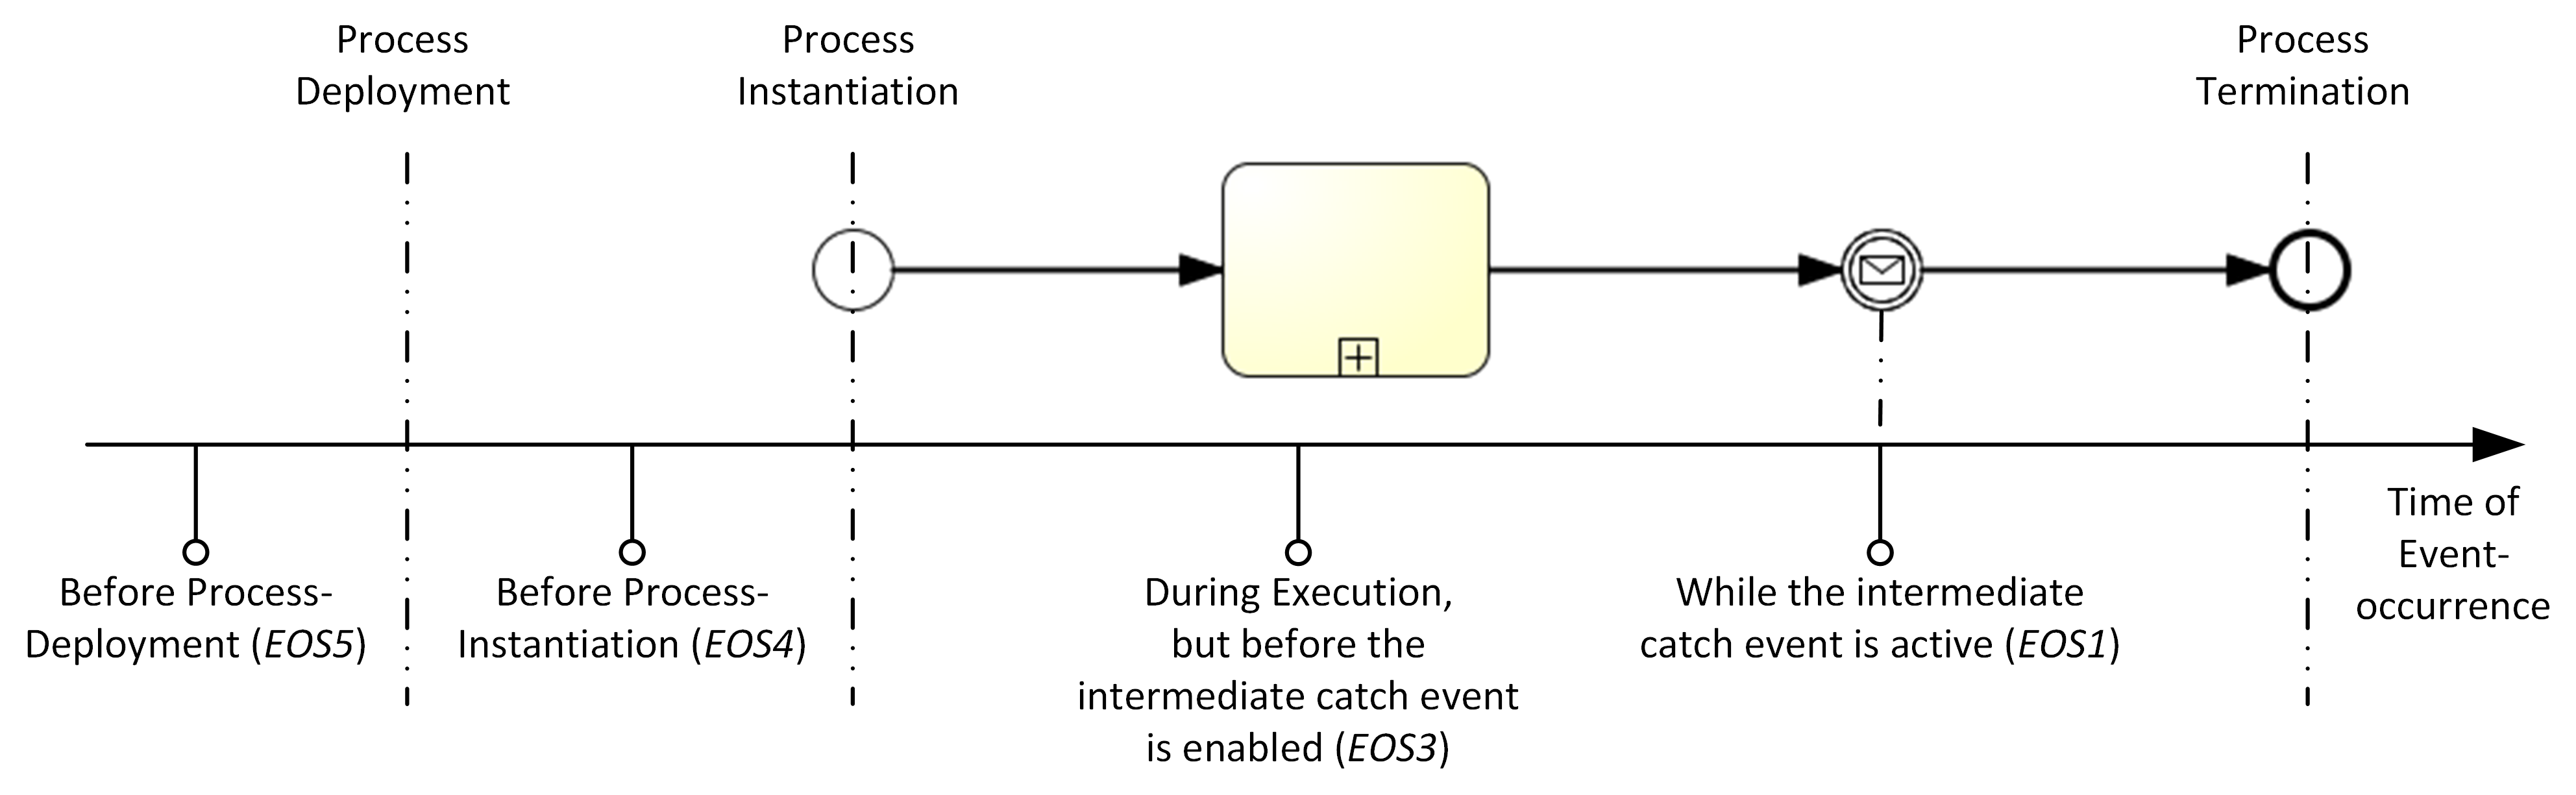 Process
Deployment
Process
Instantiation
Process
Termination
Before Process-
Deployment (EOS5)
Before Process-
Instantiation (EOS4)
During Execution,
but before the
intermediate catch event
is enabled (EOS3)
While the intermediate
catch event is active (EOS1)
Time of
Event-
occurrence